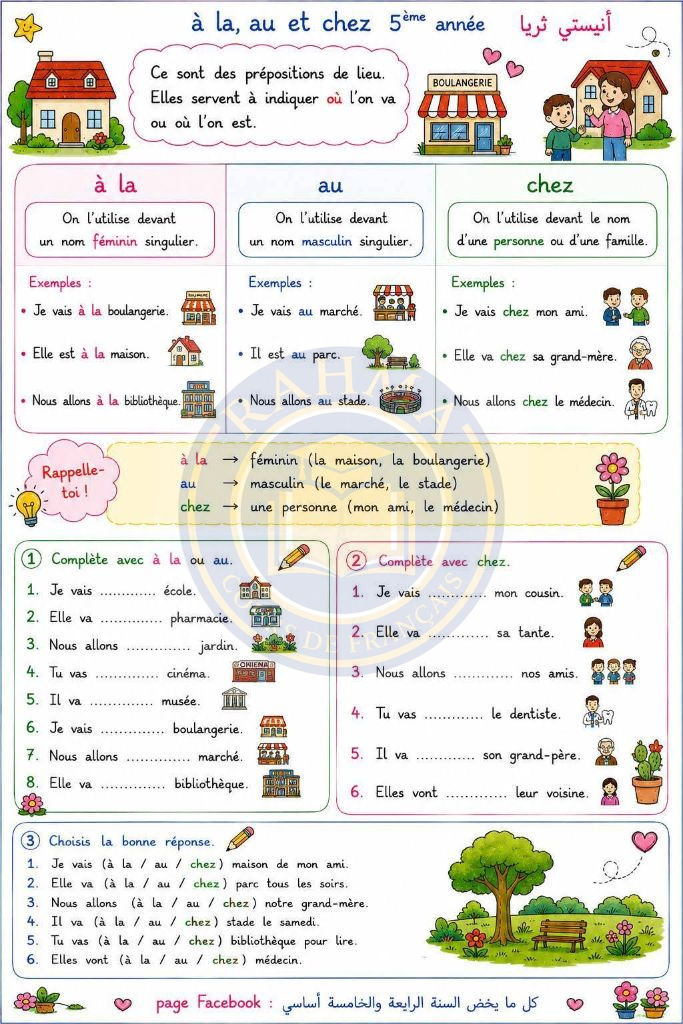 à la, au et chez 5ème année أنيستي ثريا
Ce sont des prépositions de lieu.
Elles servent à indiquer où l'on va
ou où l'on est.
BOULANGERIE
à la
On l'utilise devant
un nom féminin singulier.
Exemples :
• Je vais à la boulangerie.
• Elle est à la maison.
• Nous allons à la bibliothèque.
au
On l'utilise devant
un nom masculin singulier.
Exemples :
• Je vais au marché.
• Il est au parc.
• Nous allons au stade.
chez
On l'utilise devant le nom
d'une personne ou d'une famille.
Exemples :
• Je vais chez mon ami.
• Elle va chez sa grand-mère.
• Nous allons chez le médecin.
RAHMA
COURS DE FRANÇAIS
Rappelle-
toi !
à la → féminin (la maison, la boulangerie)
au → masculin (le marché, le stade)
chez → une personne (mon ami, le médecin)
1 Complète avec à la ou au.
1. Je vais ............. école.
2. Elle va ............. pharmacie.
3. Nous allons ............. jardin.
4. Tu vas ............. cinéma.
5. Il va ............. musée.
6. Je vais ............. boulangerie.
7. Nous allons ............. marché.
8. Elle va ............. bibliothèque.
2 Complète avec chez.
1. Je vais ............. mon cousin.
2. Elle va ............. sa tante.
3. Nous allons ............. nos amis.
4. Tu vas ............. le dentiste.
5. Il va ............. son grand-père.
6. Elles vont ............. leur voisine.
3 Choisis la bonne réponse.
1. Je vais (à la / au / chez) maison de mon ami.
2. Elle va (à la / au / chez) parc tous les soirs.
3. Nous allons (à la / au / chez) notre grand-mère.
4. Il va (à la / au / chez) stade le samedi.
5. Tu vas (à la / au / chez) bibliothèque pour lire.
6. Elles vont (à la / au / chez) médecin.
page Facebook : كل ما يخص السنة الرابعة والخامسة أساسي